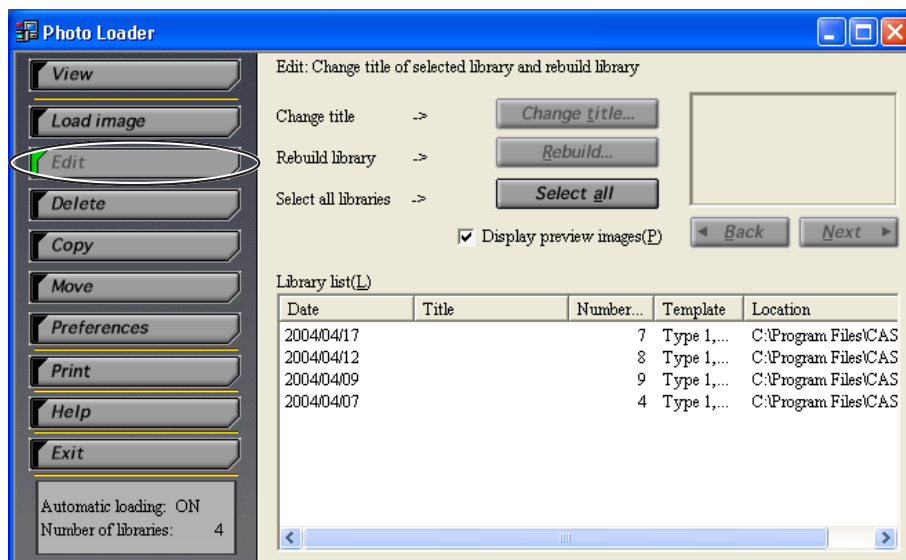 Photo Loader
View
Load image
Edit
Delete
Copy
Move
Preferences
Print
Help
Exit
Automatic loading: ON
Number of libraries: 4
Edit: Change title of selected library and rebuild library
Change title -> Change title...
Rebuild library -> Rebuild...
Select all libraries -> Select all
Display preview images(P)
Back Next
Library list(L)
Date Title Number... Template Location
2004/04/17 7 Type 1,... C:\Program Files\CAS
2004/04/12 8 Type 1,... C:\Program Files\CAS
2004/04/09 9 Type 1,... C:\Program Files\CAS
2004/04/07 4 Type 1,... C:\Program Files\CAS